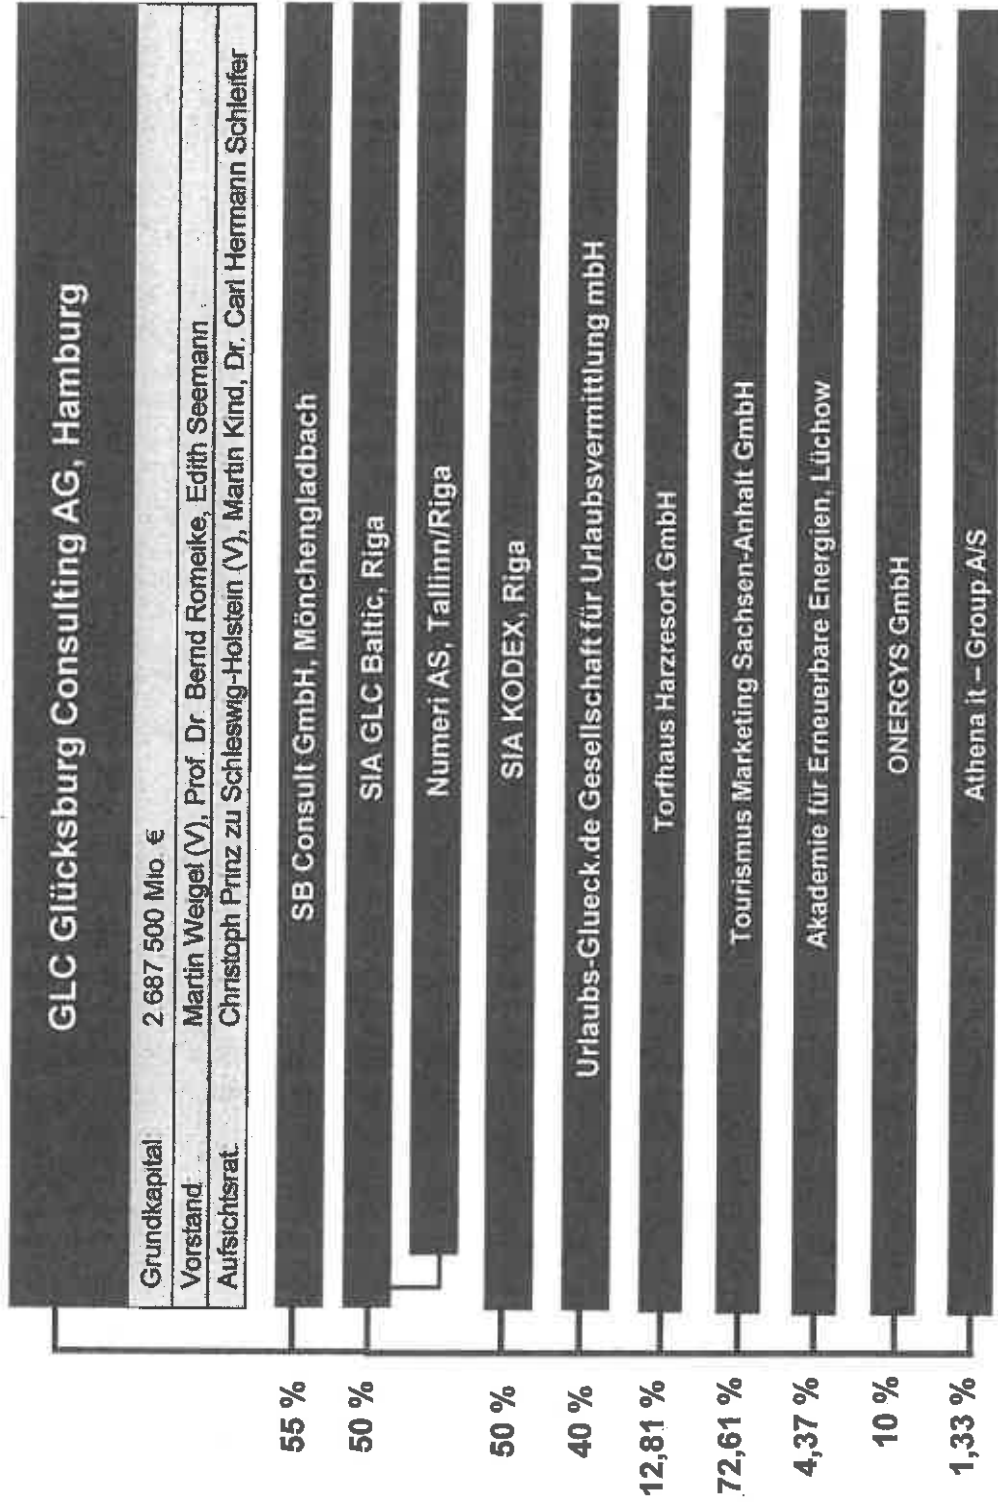 GLC Glücksburg Consulting AG, Hamburg
Grundkapital: 2.687.500 Mio. €
Vorstand: Martin Weigel (V), Prof. Dr. Bernd Romeike, Edith Seemann
Aufsichtsrat: Christoph Prinz zu Schleswig-Holstein (V), Martin Kind, Dr. Carl Hermann Schleifer
55 % SB Consult GmbH, Mönchengladbach
50 % SIA GLC Baltic, Riga
Numeri AS, Tallinn/Riga
50 % SIA KODEX, Riga
40 % Urlaubs-Glueck.de Gesellschaft für Urlaubsvermittlung mbH
12,81 % Torfhaus Harzresort GmbH
72,61 % Tourismus Marketing Sachsen-Anhalt GmbH
4,37 % Akademie für Erneuerbare Energien, Lüchow
10 % ONERGYS GmbH
1,33 % Athena it – Group A/S